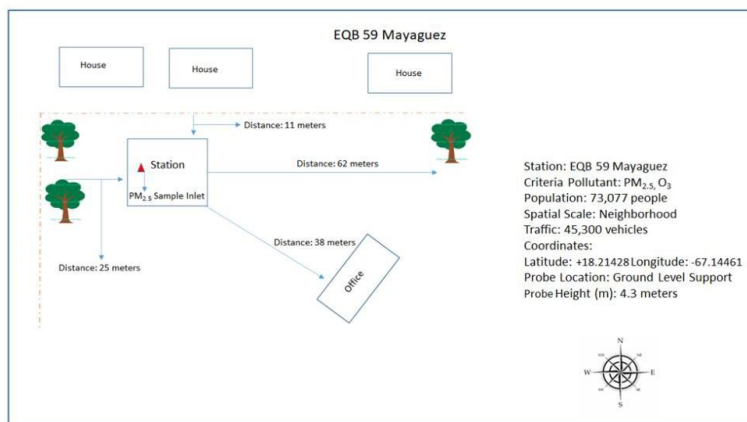 EQB 59 Mayaguez
House
House
House
Distance: 11 meters
Station
Distance: 62 meters
PM2.5 Sample Inlet
Distance: 38 meters
Distance: 25 meters
Office
Station: EQB 59 Mayaguez
Criteria Pollutant: PM2.5, O3
Population: 73,077 people
Spatial Scale: Neighborhood
Traffic: 45,300 vehicles
Coordinates:
Latitude: +18.21428 Longitude: -67.14461
Probe Location: Ground Level Support
Probe Height (m): 4.3 meters
N
W
E
S